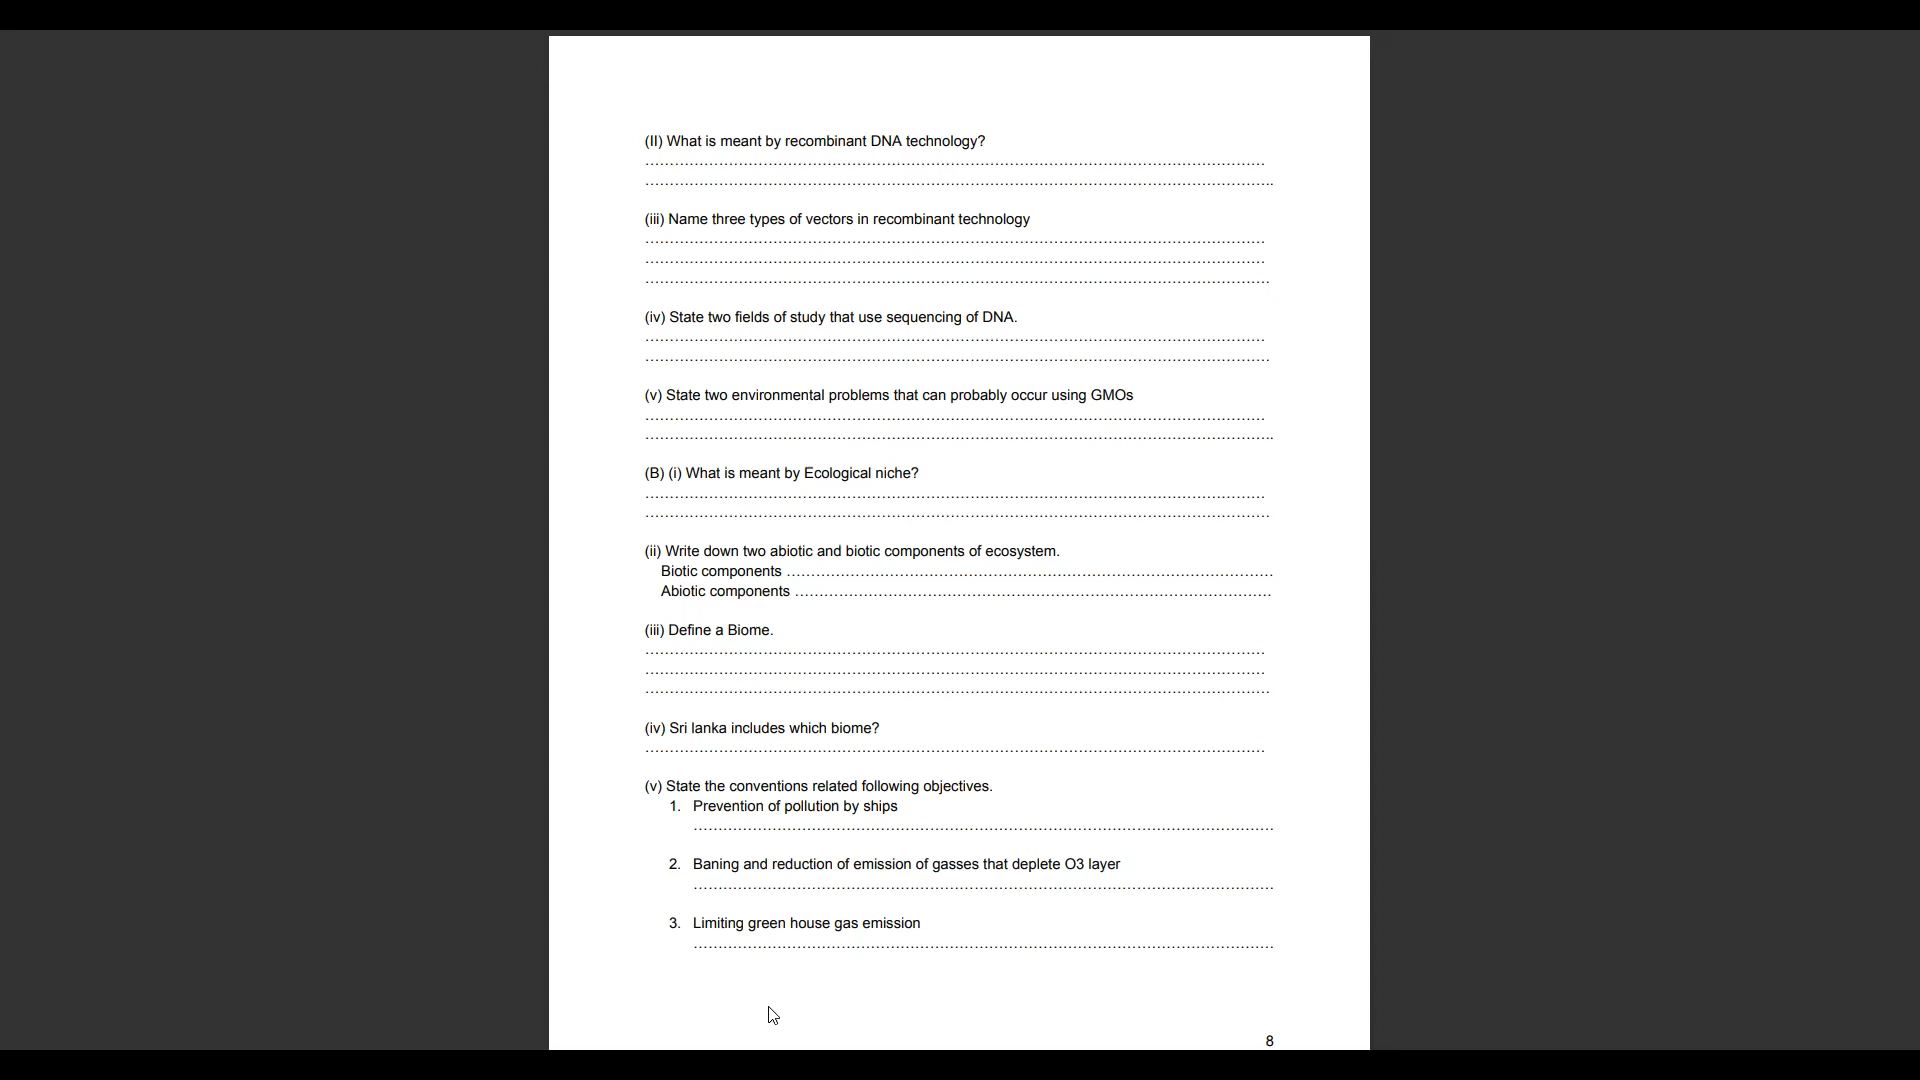 (II) What is meant by recombinant DNA technology?
……………………………………………………………………………………………………………
……………………………………………………………………………………………………………..
(iii) Name three types of vectors in recombinant technology
……………………………………………………………………………………………………………
……………………………………………………………………………………………………………
…………………………………………………………………………………………………………….
(iv) State two fields of study that use sequencing of DNA.
……………………………………………………………………………………………………………
…………………………………………………………………………………………………………….
(v) State two environmental problems that can probably occur using GMOs
……………………………………………………………………………………………………………
……………………………………………………………………………………………………………..
(B) (i) What is meant by Ecological niche?
……………………………………………………………………………………………………………
…………………………………………………………………………………………………………….
(ii) Write down two abiotic and biotic components of ecosystem.
Biotic components ……………………………………………………………………………………
Abiotic components ………………………………………………………………………………….
(iii) Define a Biome.
……………………………………………………………………………………………………………
……………………………………………………………………………………………………………
…………………………………………………………………………………………………………….
(iv) Sri lanka includes which biome?
……………………………………………………………………………………………………………
(v) State the conventions related following objectives.
1. Prevention of pollution by ships
…………………………………………………………………………………………………….
2. Baning and reduction of emission of gasses that deplete O3 layer
…………………………………………………………………………………………………….
3. Limiting green house gas emission
…………………………………………………………………………………………………….
8